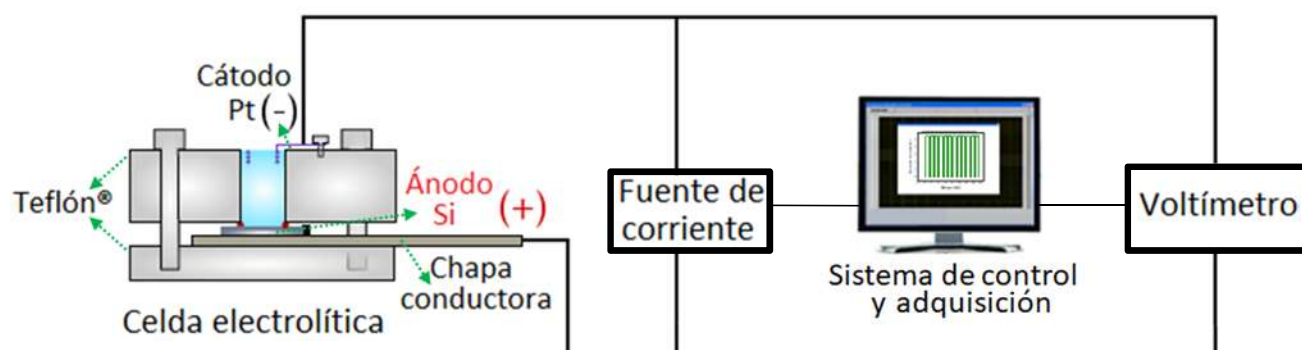 Cátodo
Pt (-)
Teflón®
Ánodo
Si (+)
Chapa
conductora
Celda electrolítica
Fuente de
corriente
Sistema de control
y adquisición
Voltímetro